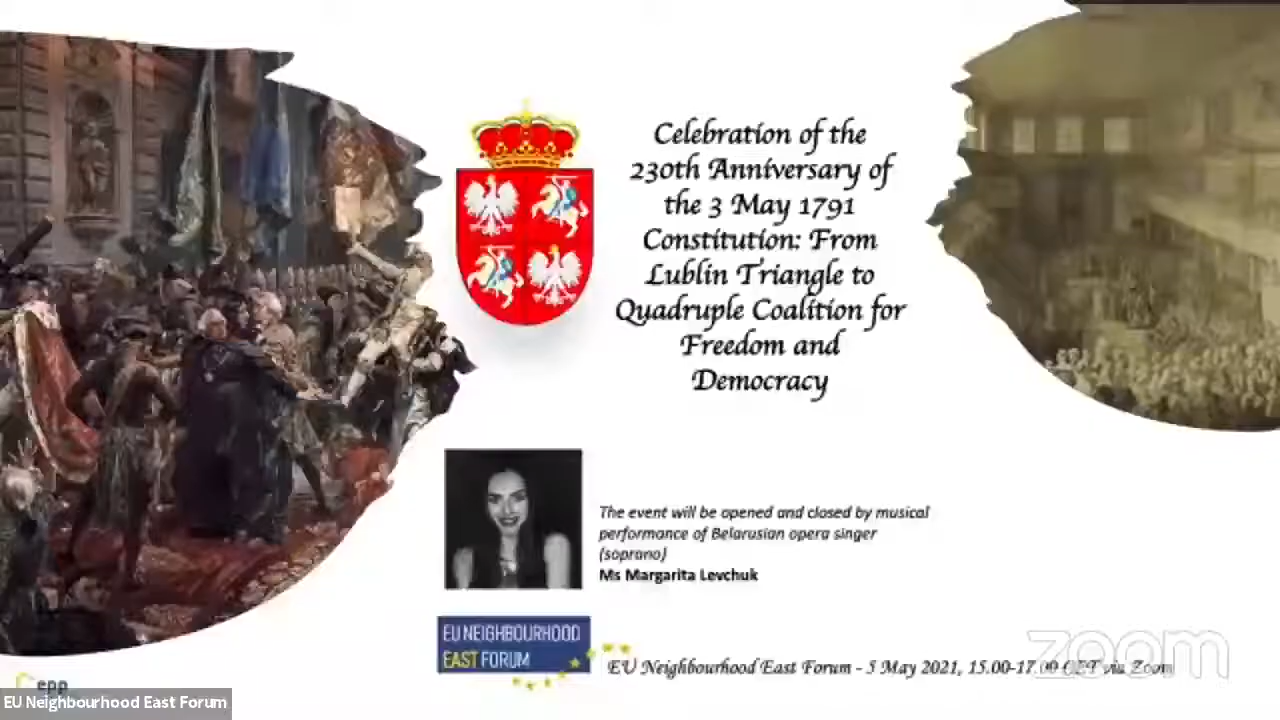 Celebration of the
230th Anniversary of
the 3 May 1791
Constitution: From
Lublin Triangle to
Quadruple Coalition for
Freedom and
Democracy
The event will be opened and closed by musical
performance of Belarusian opera singer
(soprano)
Ms Margarita Levchuk
EU NEIGHBOURHOOD
EAST FORUM
EU Neighbourhood East Forum - 5 May 2021, 15.00-17.00 CET via Zoom
zoom
epp
EU Neighbourhood East Forum